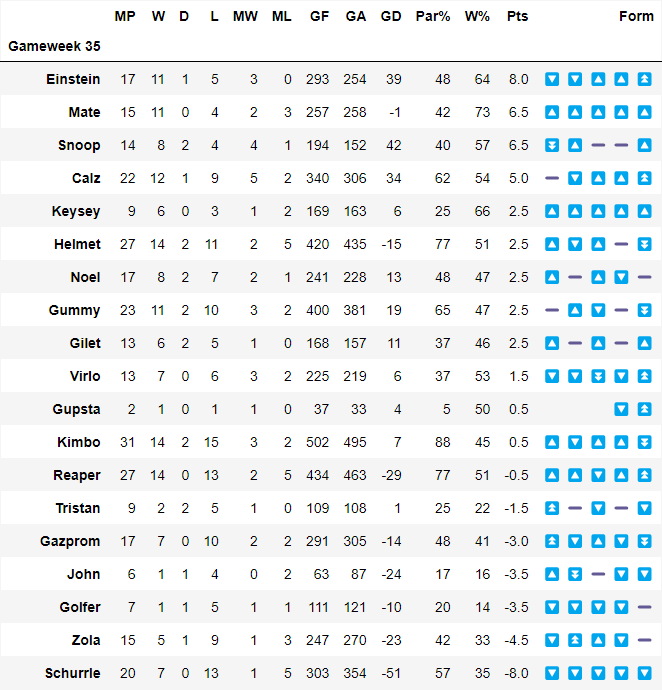 MP W D L MW ML GF GA GD Par% W% Pts Form
Gameweek 35
Einstein 17 11 1 5 3 0 293 254 39 48 64 8.0 🔽 🔽 🔼 🔼 ⏫
Mate 15 11 0 4 2 3 257 258 -1 42 73 6.5 🔼 🔼 🔼 🔼 🔼
Snoop 14 8 2 4 4 1 194 152 42 40 57 6.5 ⏬ 🔼 ➖ ➖ 🔼
Calz 22 12 1 9 5 2 340 306 34 62 54 5.0 ➖ 🔽 🔼 🔼 ⏫
Keysey 9 6 0 3 1 2 169 163 6 25 66 2.5 🔼 🔼 🔼 🔼 🔼
Helmet 27 14 2 11 2 5 420 435 -15 77 51 2.5 🔼 🔽 🔼 ➖ ⏬
Noel 17 8 2 7 2 1 241 228 13 48 47 2.5 🔼 ➖ 🔼 🔽 ➖
Gummy 23 11 2 10 3 2 400 381 19 65 47 2.5 ➖ 🔼 🔽 ➖ ⏬
Gilet 13 6 2 5 1 0 168 157 11 37 46 2.5 🔼 ➖ 🔼 ➖ 🔼
Virlo 13 7 0 6 3 2 225 219 6 37 53 1.5 🔽 🔽 ⏬ 🔽 ⏫
Gupsta 2 1 0 1 1 0 37 33 4 5 50 0.5 🔽 ⏫
Kimbo 31 14 2 15 3 2 502 495 7 88 45 0.5 🔼 🔽 🔼 🔼 ⏬
Reaper 27 14 0 13 2 5 434 463 -29 77 51 -0.5 🔼 🔼 🔽 🔼 ⏫
Tristan 9 2 2 5 1 0 109 108 1 25 22 -1.5 ⏫ ➖ 🔽 ➖ 🔽
Gazprom 17 7 0 10 2 2 291 305 -14 48 41 -3.0 ⏫ 🔽 🔼 🔽 ⏬
John 6 1 1 4 0 2 63 87 -24 17 16 -3.5 🔼 ⏬ ➖ 🔽 🔽
Golfer 7 1 1 5 1 1 111 121 -10 20 14 -3.5 🔽 🔽 🔽 🔽 ➖
Zola 15 5 1 9 1 3 247 270 -23 42 33 -4.5 🔽 ⏫ 🔼 🔽 ➖
Schurrle 20 7 0 13 1 5 303 354 -51 57 35 -8.0 🔽 🔽 🔽 🔽 🔽